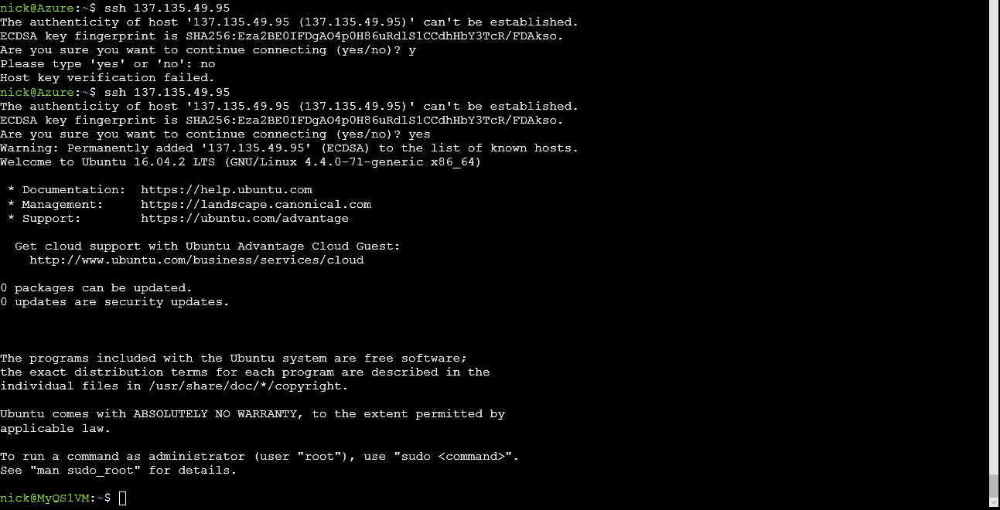 nick@Azure:~$ ssh 137.135.49.95
The authenticity of host '137.135.49.95 (137.135.49.95)' can't be established.
ECDSA key fingerprint is SHA256:Eza2BE0IFDgAO4p0H86uRdlS1CCdhHbY3TcR/FDAkso.
Are you sure you want to continue connecting (yes/no)? y
Please type 'yes' or 'no': no
Host key verification failed.
nick@Azure:~$ ssh 137.135.49.95
The authenticity of host '137.135.49.95 (137.135.49.95)' can't be established.
ECDSA key fingerprint is SHA256:Eza2BE0IFDgAO4p0H86uRdlS1CCdhHbY3TcR/FDAkso.
Are you sure you want to continue connecting (yes/no)? yes
Warning: Permanently added '137.135.49.95' (ECDSA) to the list of known hosts.
Welcome to Ubuntu 16.04.2 LTS (GNU/Linux 4.4.0-71-generic x86_64)
* Documentation: https://help.ubuntu.com
* Management: https://landscape.canonical.com
* Support: https://ubuntu.com/advantage
Get cloud support with Ubuntu Advantage Cloud Guest:
http://www.ubuntu.com/business/services/cloud
0 packages can be updated.
0 updates are security updates.
The programs included with the Ubuntu system are free software;
the exact distribution terms for each program are described in the
individual files in /usr/share/doc/*/copyright.
Ubuntu comes with ABSOLUTELY NO WARRANTY, to the extent permitted by
applicable law.
To run a command as administrator (user "root"), use "sudo <command>".
See "man sudo_root" for details.
nick@MyQS1VM:~$